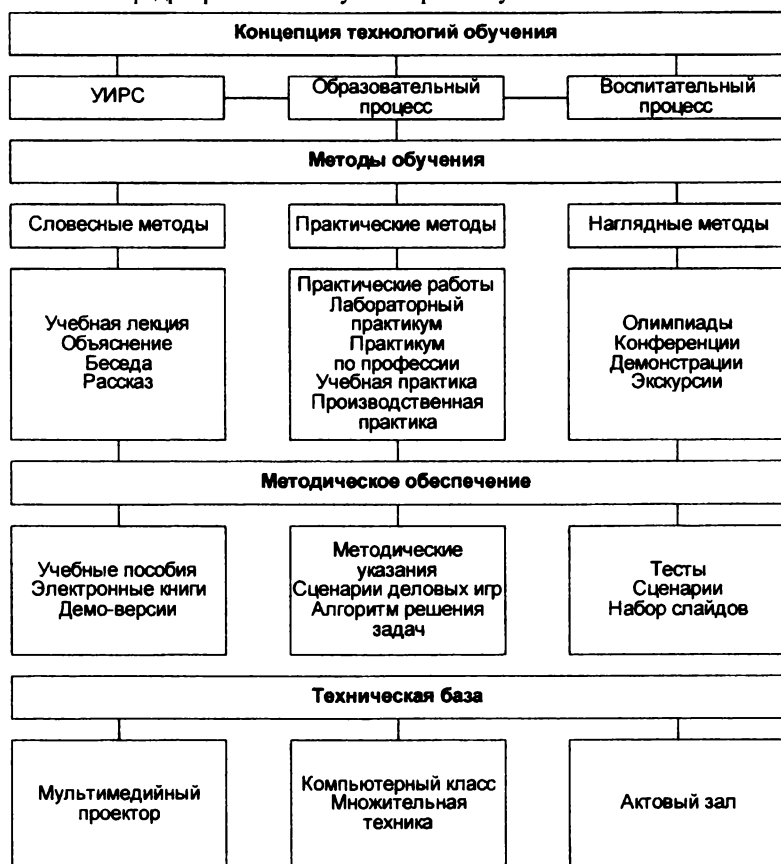 Концепция технологий обучения
УИРС
Образовательный
процесс
Воспитательный
процесс
Методы обучения
Словесные методы
Практические методы
Наглядные методы
Учебная лекция
Объяснение
Беседа
Рассказ
Практические работы
Лабораторный
практикум
Практикум
по профессии
Учебная практика
Производственная
практика
Олимпиады
Конференции
Демонстрации
Экскурсии
Методическое обеспечение
Учебные пособия
Электронные книги
Демо-версии
Методические
указания
Сценарии деловых игр
Алгоритм решения
задач
Тесты
Сценарии
Набор слайдов
Техническая база
Мультимедийный
проектор
Компьютерный класс
Множительная
техника
Актовый зал